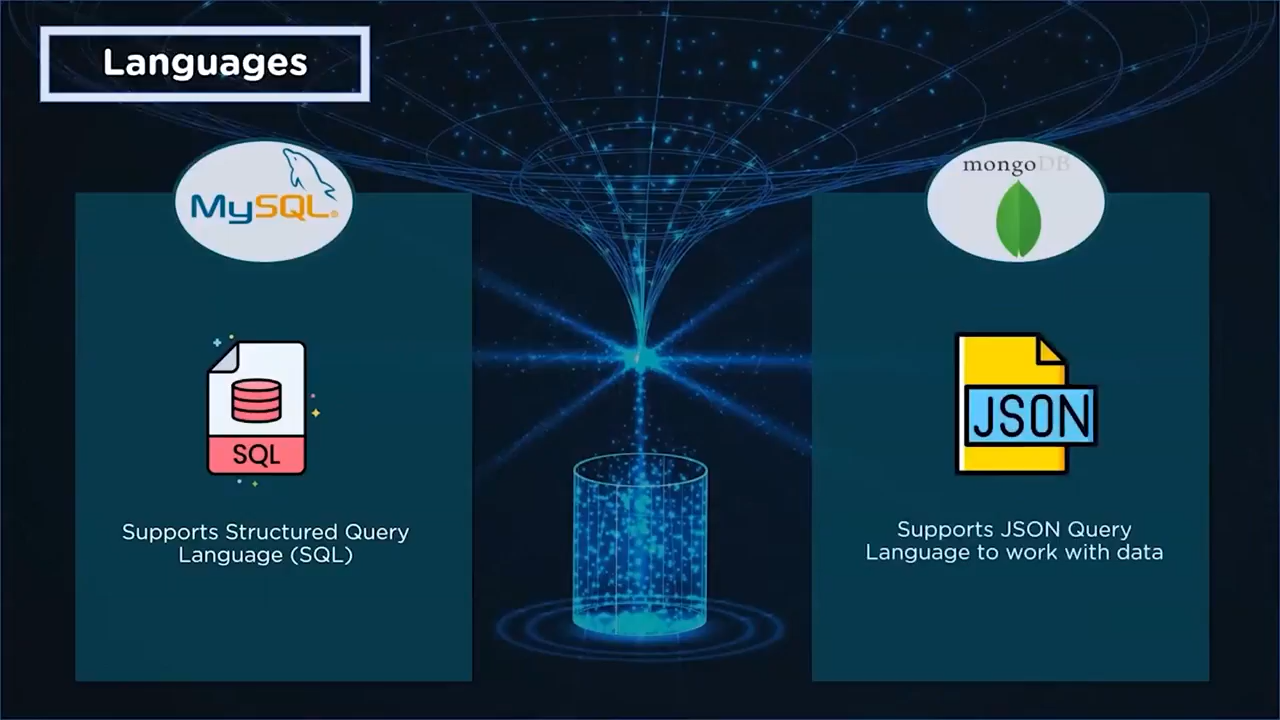 Languages
MySQL®
SQL
Supports Structured Query
Language (SQL)
mongoDB
JSON
Supports JSON Query
Language to work with data